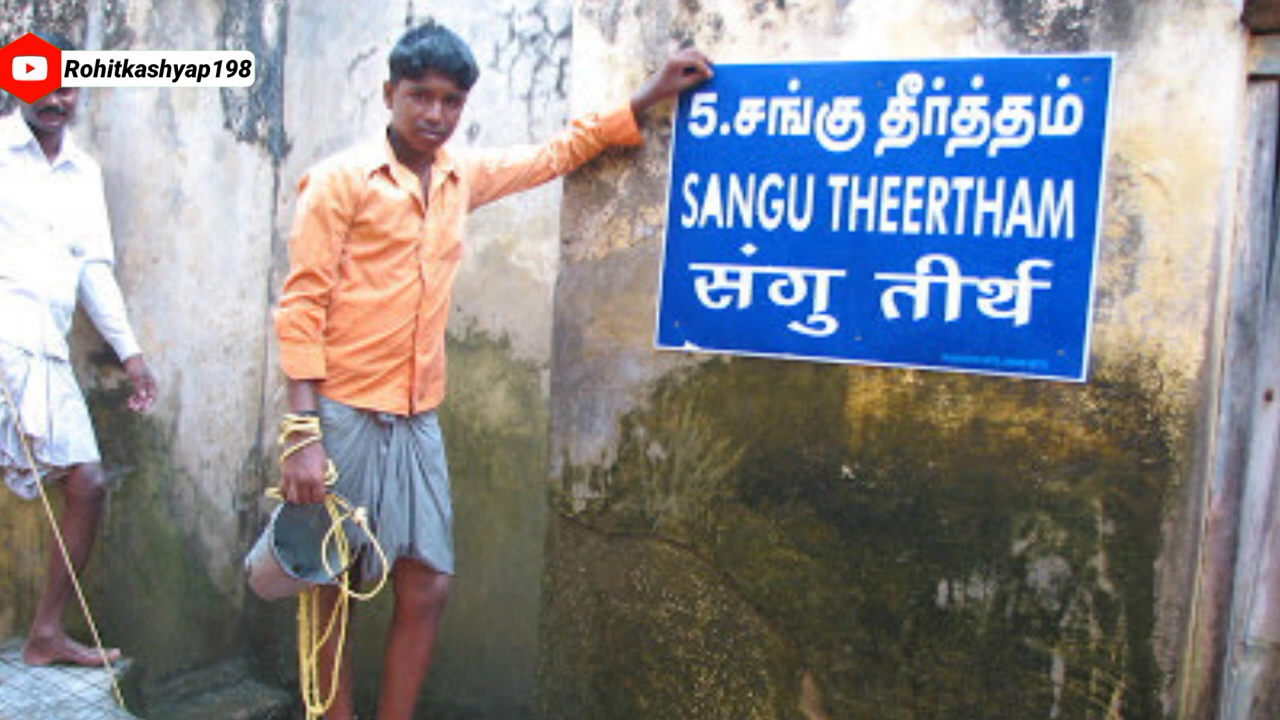 Rohitkashyap198
5.சங்கு தீர்த்தம்
SANGU THEERTHAM
संगु तीर्थ